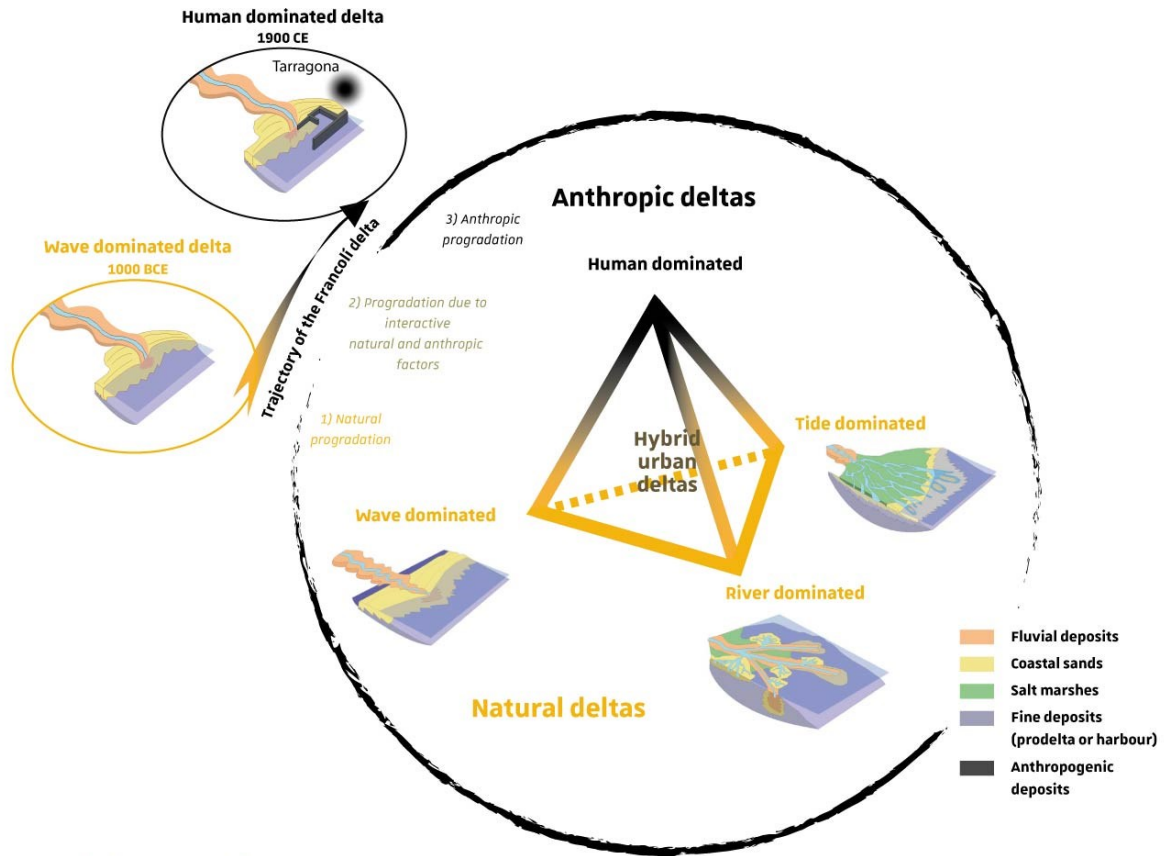 Human dominated delta
1900 CE
Tarragona
Wave dominated delta
1000 BCE
Trajectory of the Francolí delta
3) Anthropic
progradation
2) Progradation due to
interactive
natural and anthropic
factors
1) Natural
progradation
Anthropic deltas
Human dominated
Hybrid
urban
deltas
Tide dominated
Wave dominated
River dominated
Natural deltas
Fluvial deposits
Coastal sands
Salt marshes
Fine deposits
(prodelta or harbour)
Anthropogenic
deposits